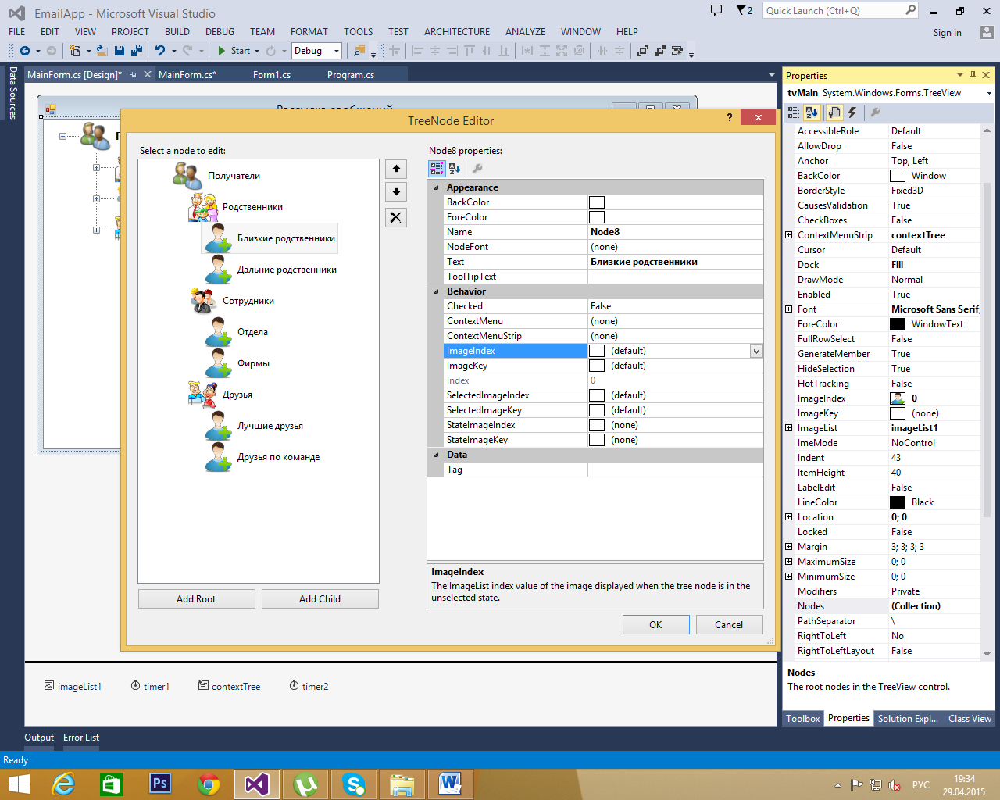 EmailApp - Microsoft Visual Studio
2
Quick Launch (Ctrl+Q)
FILE EDIT VIEW PROJECT BUILD DEBUG TEAM FORMAT TOOLS TEST ARCHITECTURE ANALYZE WINDOW HELP
Sign in
Start
Debug
Data Sources
MainForm.cs [Design]*
MainForm.cs*
Form1.cs
Program.cs
TreeNode Editor
?
Select a node to edit:
Получатели
Родственники
Близкие родственники
Дальние родственники
Сотрудники
Отдела
Фирмы
Друзья
Лучшие друзья
Друзья по команде
Add Root
Add Child
Node8 properties:
Appearance
BackColor
ForeColor
Name Node8
NodeFont (none)
Text Близкие родственники
ToolTipText
Behavior
Checked False
ContextMenu (none)
ContextMenuStrip (none)
ImageIndex (default)
ImageKey (default)
Index 0
SelectedImageIndex (default)
SelectedImageKey (default)
StateImageIndex (none)
StateImageKey (none)
Data
Tag
ImageIndex
The ImageList index value of the image displayed when the tree node is in the
unselected state.
OK
Cancel
Properties
tvMain System.Windows.Forms.TreeView
AccessibleRole Default
AllowDrop False
Anchor Top, Left
BackColor Window
BorderStyle Fixed3D
CausesValidation True
CheckBoxes False
ContextMenuStrip contextTree
Cursor Default
Dock Fill
DrawMode Normal
Enabled True
Font Microsoft Sans Serif;
ForeColor WindowText
FullRowSelect False
GenerateMember True
HideSelection True
HotTracking False
ImageIndex 0
ImageKey (none)
ImageList imageList1
ImeMode NoControl
Indent 43
ItemHeight 40
LabelEdit False
LineColor Black
Location 0; 0
Locked False
Margin 3; 3; 3; 3
MaximumSize 0; 0
MinimumSize 0; 0
Modifiers Private
Nodes (Collection)
PathSeparator \
RightToLeft No
RightToLeftLayout False
Nodes
The root nodes in the TreeView control.
Toolbox Properties Solution Expl... Class View
imageList1
timer1
contextTree
timer2
Output Error List
Ready
Ps
РУС
19:34
29.04.2015